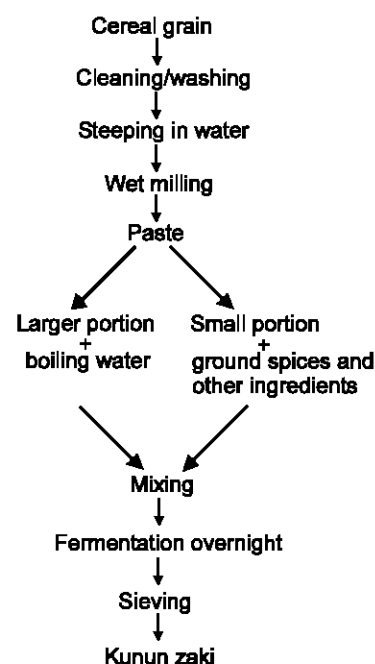 Cereal grain
Cleaning/washing
Steeping in water
Wet milling
Paste
Larger portion
+
boiling water
Small portion
+
ground spices and
other ingredients
Mixing
Fermentation overnight
Sieving
Kunun zaki